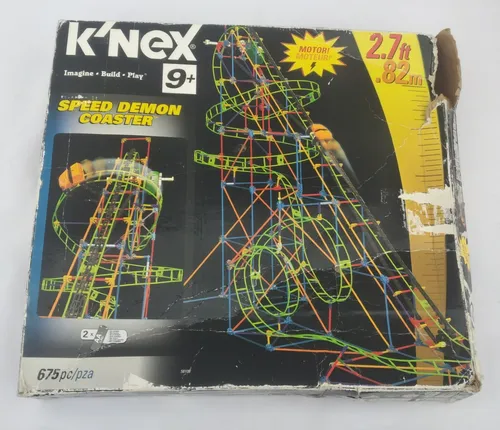 K'NEX
Imagine • Build • Play
9+
SPEED DEMON
COASTER
MOTOR!
MOTEUR!
2.7ft
.82m
2x
675pc/pza